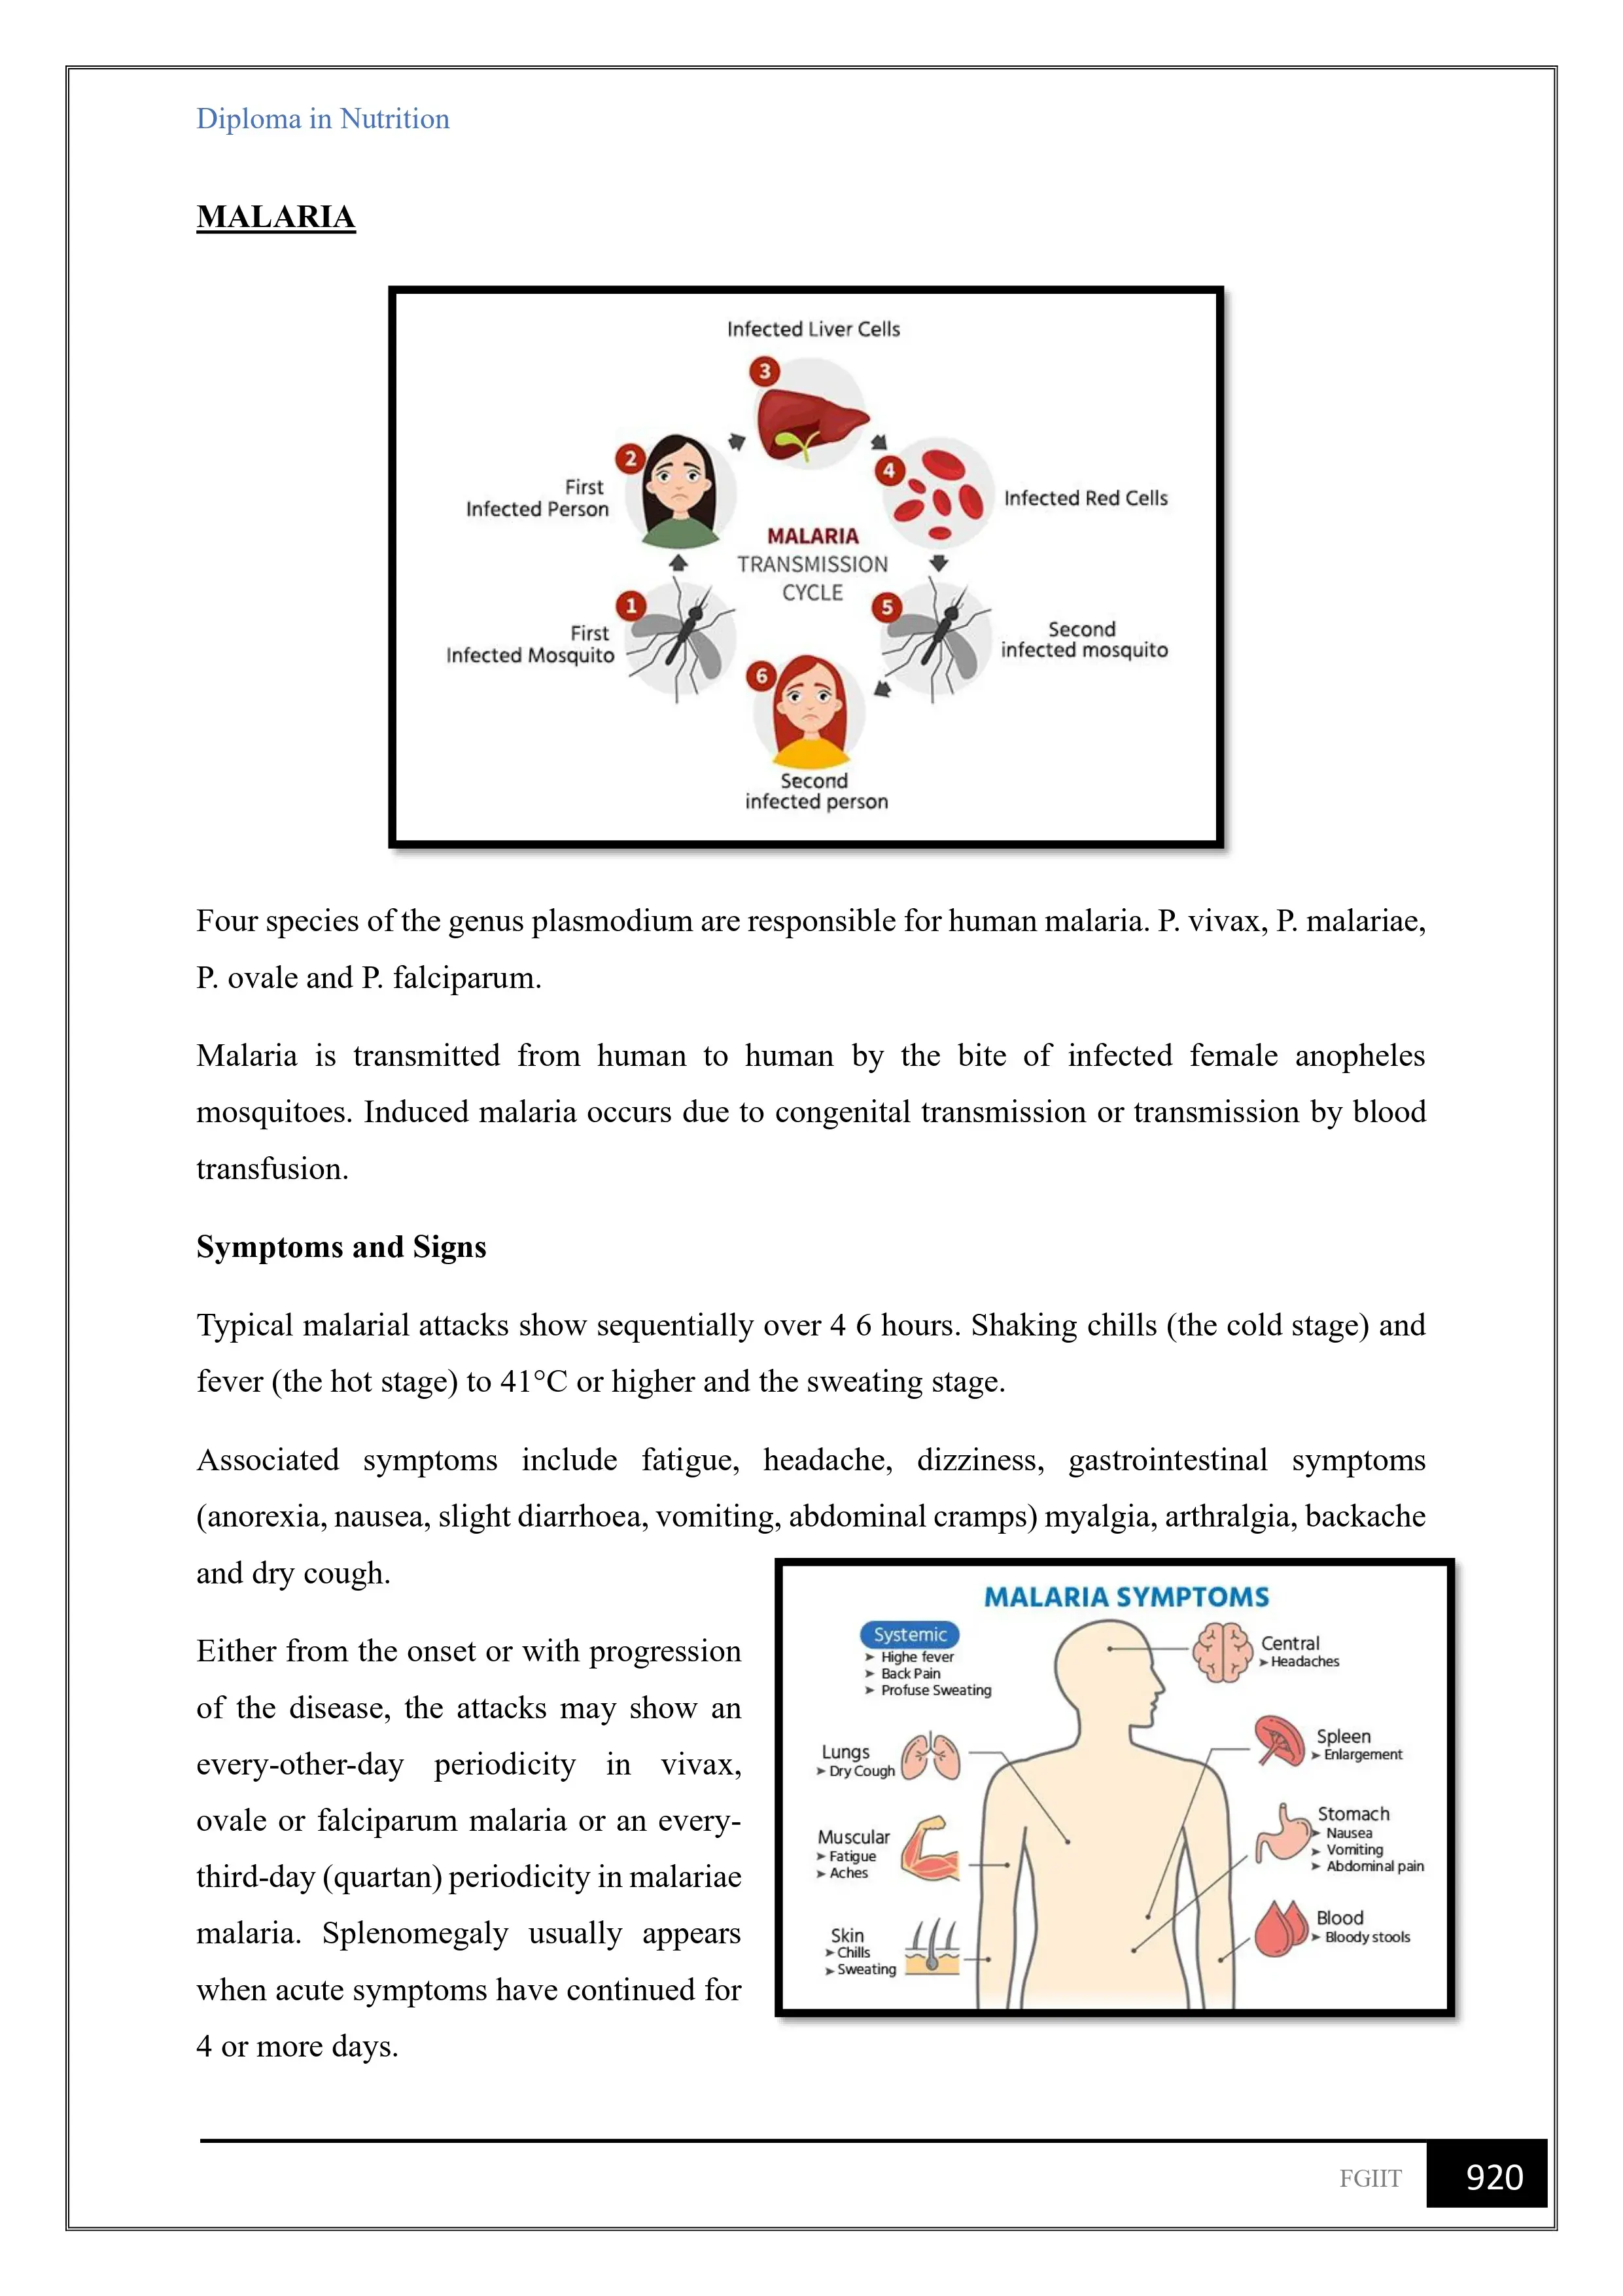 Diploma in Nutrition
MALARIA
Infected Liver Cells
3
2
First
Infected Person
4
Infected Red Cells
MALARIA
TRANSMISSION
CYCLE
1
First
Infected Mosquito
5
Second
infected mosquito
6
Second
infected person
Four species of the genus plasmodium are responsible for human malaria. P. vivax, P. malariae,
P. ovale and P. falciparum.
Malaria is transmitted from human to human by the bite of infected female anopheles
mosquitoes. Induced malaria occurs due to congenital transmission or transmission by blood
transfusion.
Symptoms and Signs
Typical malarial attacks show sequentially over 4 6 hours. Shaking chills (the cold stage) and
fever (the hot stage) to 41°C or higher and the sweating stage.
Associated symptoms include fatigue, headache, dizziness, gastrointestinal symptoms
(anorexia, nausea, slight diarrhoea, vomiting, abdominal cramps) myalgia, arthralgia, backache
and dry cough.
Either from the onset or with progression
of the disease, the attacks may show an
every-other-day periodicity in vivax,
ovale or falciparum malaria or an every-
third-day (quartan) periodicity in malariae
malaria. Splenomegaly usually appears
when acute symptoms have continued for
4 or more days.
MALARIA SYMPTOMS
Systemic
➤ Highe fever
➤ Back Pain
➤ Profuse Sweating
Central
➤ Headaches
Lungs
➤ Dry Cough
Spleen
➤ Enlargement
Muscular
➤ Fatigue
➤ Aches
Stomach
➤ Nausea
➤ Vomiting
➤ Abdominal pain
Skin
➤ Chills
➤ Sweating
Blood
➤ Bloody stools
FGIIT
920